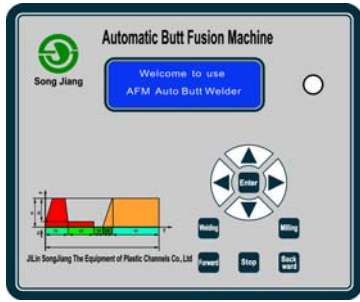 Automatic Butt Fusion Machine
Song Jiang
Welcome to use
AFM Auto Butt Welder
Enter
Welding
Milling
JiLin SongJiang The Equipment of Plastic Channels Co., Ltd
Forward
Stop
Back
ward